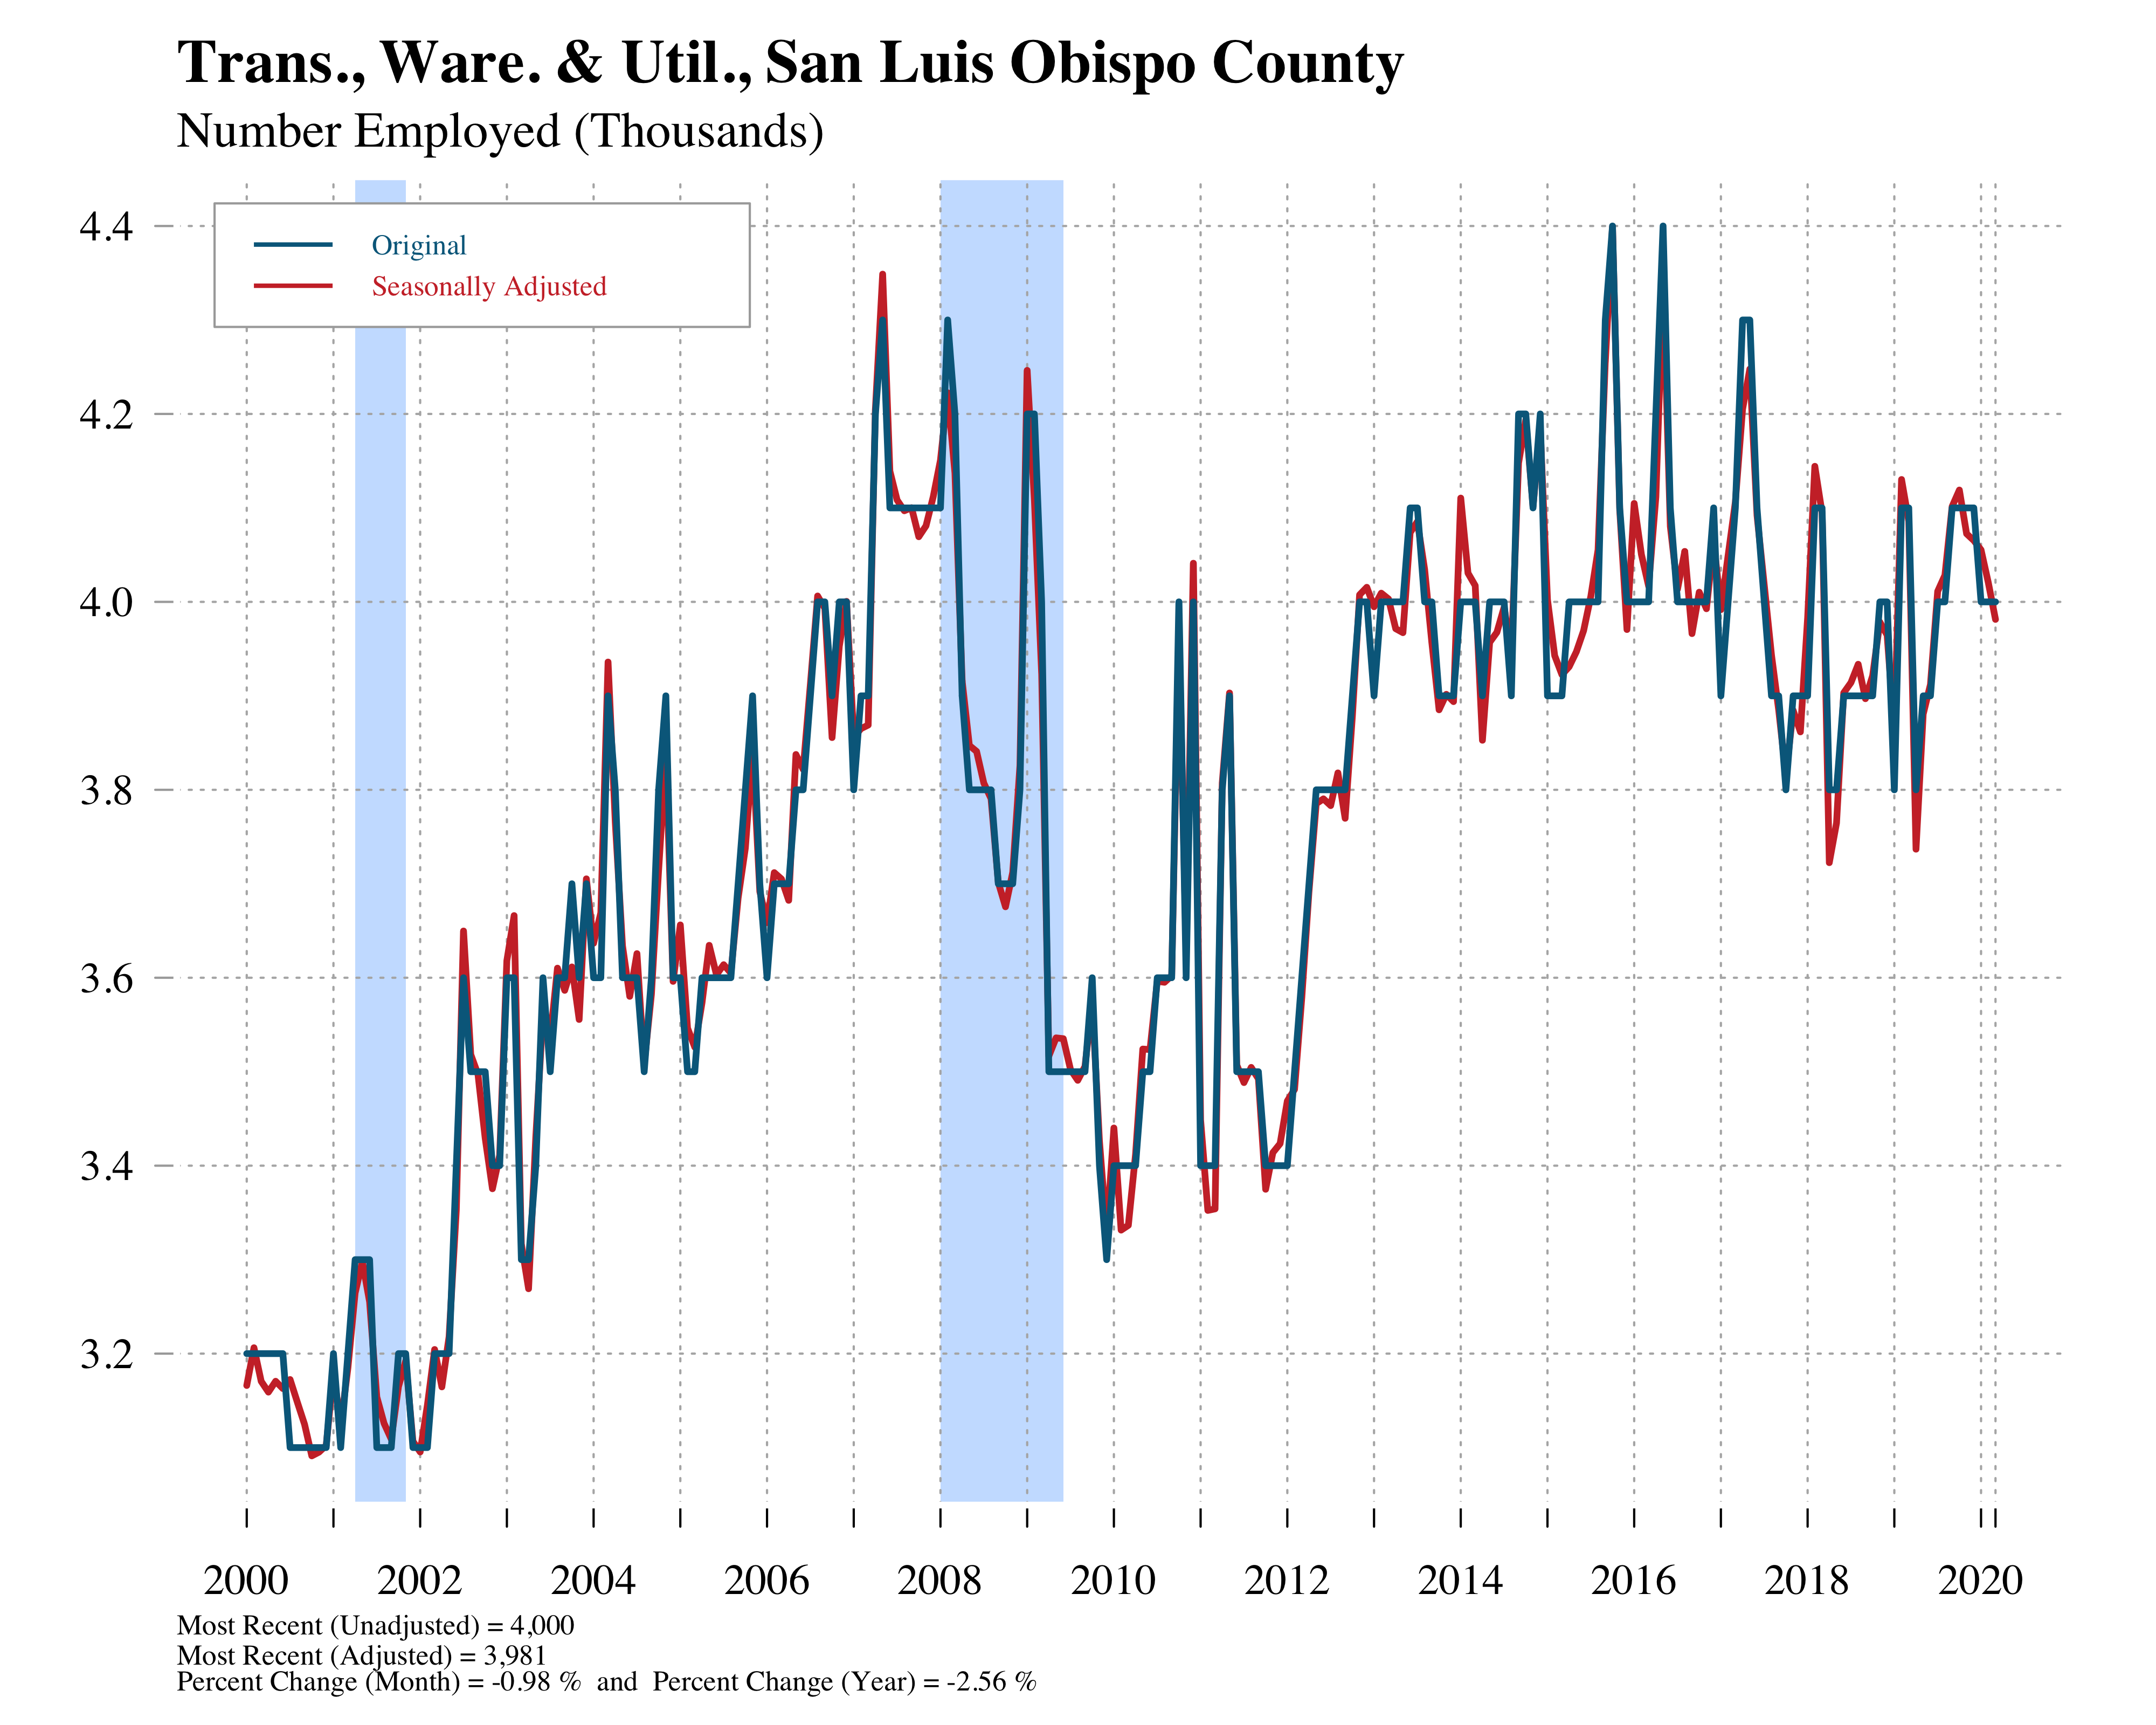 Trans., Ware. & Util., San Luis Obispo County
Number Employed (Thousands)
Original
Seasonally Adjusted
4.4
4.2
4.0
3.8
3.6
3.4
3.2
2000 2002 2004 2006 2008 2010 2012 2014 2016 2018 2020
Most Recent (Unadjusted) = 4,000
Most Recent (Adjusted) = 3,981
Percent Change (Month) = -0.98 % and Percent Change (Year) = -2.56 %